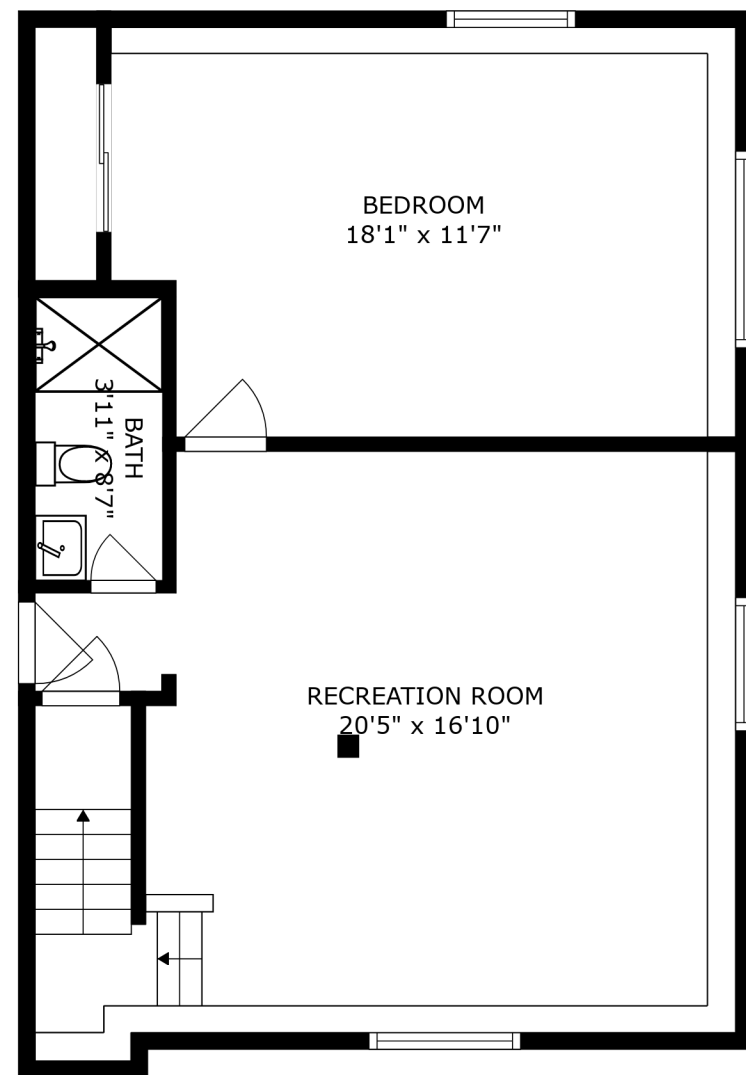 BEDROOM
18'1" x 11'7"
BATH
3'11" x 8'7"
RECREATION ROOM
20'5" x 16'10"